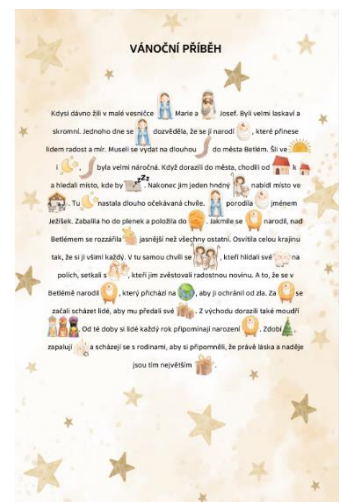 VÁNOČNÍ PŘÍBĚH
Kdysi dávno žili v malé vesničce Marie a Josef. Byli velmi laskaví a
skromní. Jednoho dne se dozvěděla, že se jí narodí , které přinese
lidem radost a mír. Museli se vydat na dlouhou do města Betlém. Šli ve
i , byla velmi náročná. Když dorazili do města, chodili od k
a hledali místo, kde by . Nakonec jim jeden hodný nabídl místo ve
. Tu nastala dlouho očekávaná chvíle. porodila jménem
Ježíšek. Zabalila ho do plenek a položila do . Jakmile se narodil, nad
Betlémem se rozzářila jasnější než všechny ostatní. Osvítila celou krajinu
tak, že si jí všiml každý. V tu samou chvíli se , kteří hlídali své na
polích, setkali s , kteří jim zvěstovali radostnou novinu. A to, že se v
Betlémě narodil , který přichází na , aby ji ochránil od zla. Za se
začali scházet lidé, aby mu předali své . Z východu dorazili také moudří
. Od té doby si lidé každý rok připomínají narození . Zdobí ,
zapalují a scházejí se s rodinami, aby si připomněli, že právě láska a naděje
jsou tím největším .